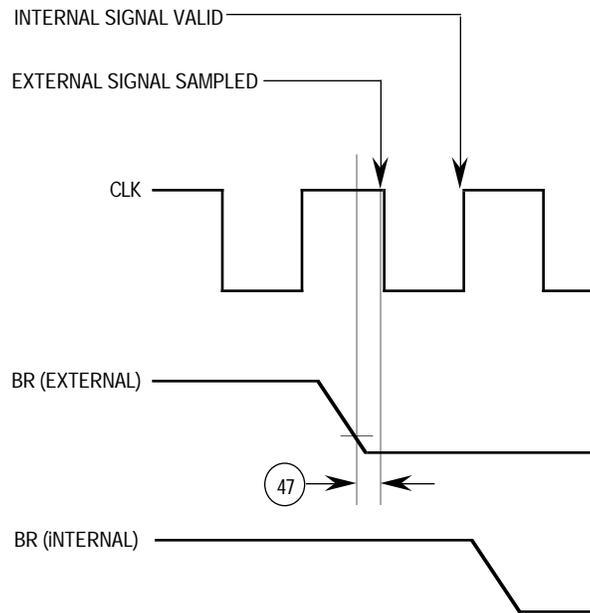 INTERNAL SIGNAL VALID
EXTERNAL SIGNAL SAMPLED
CLK
BR (EXTERNAL)
47
BR (iNTERNAL)